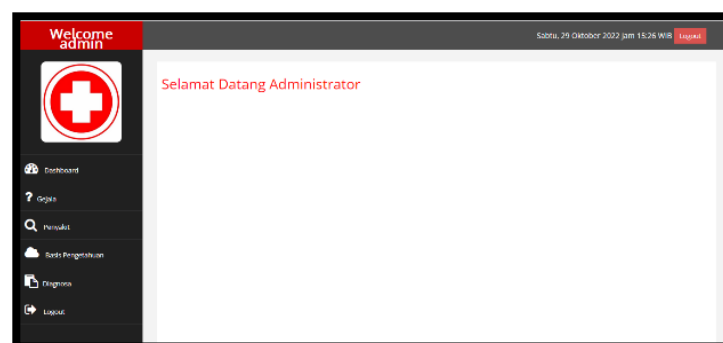 Welcome
admin
Sabtu, 29 Oktober 2022 jam 15:26 WIB
Logout
Selamat Datang Administrator
Dashboard
? Gejala
Penyakit
Basis Pengetahuan
Diagnosa
Logout